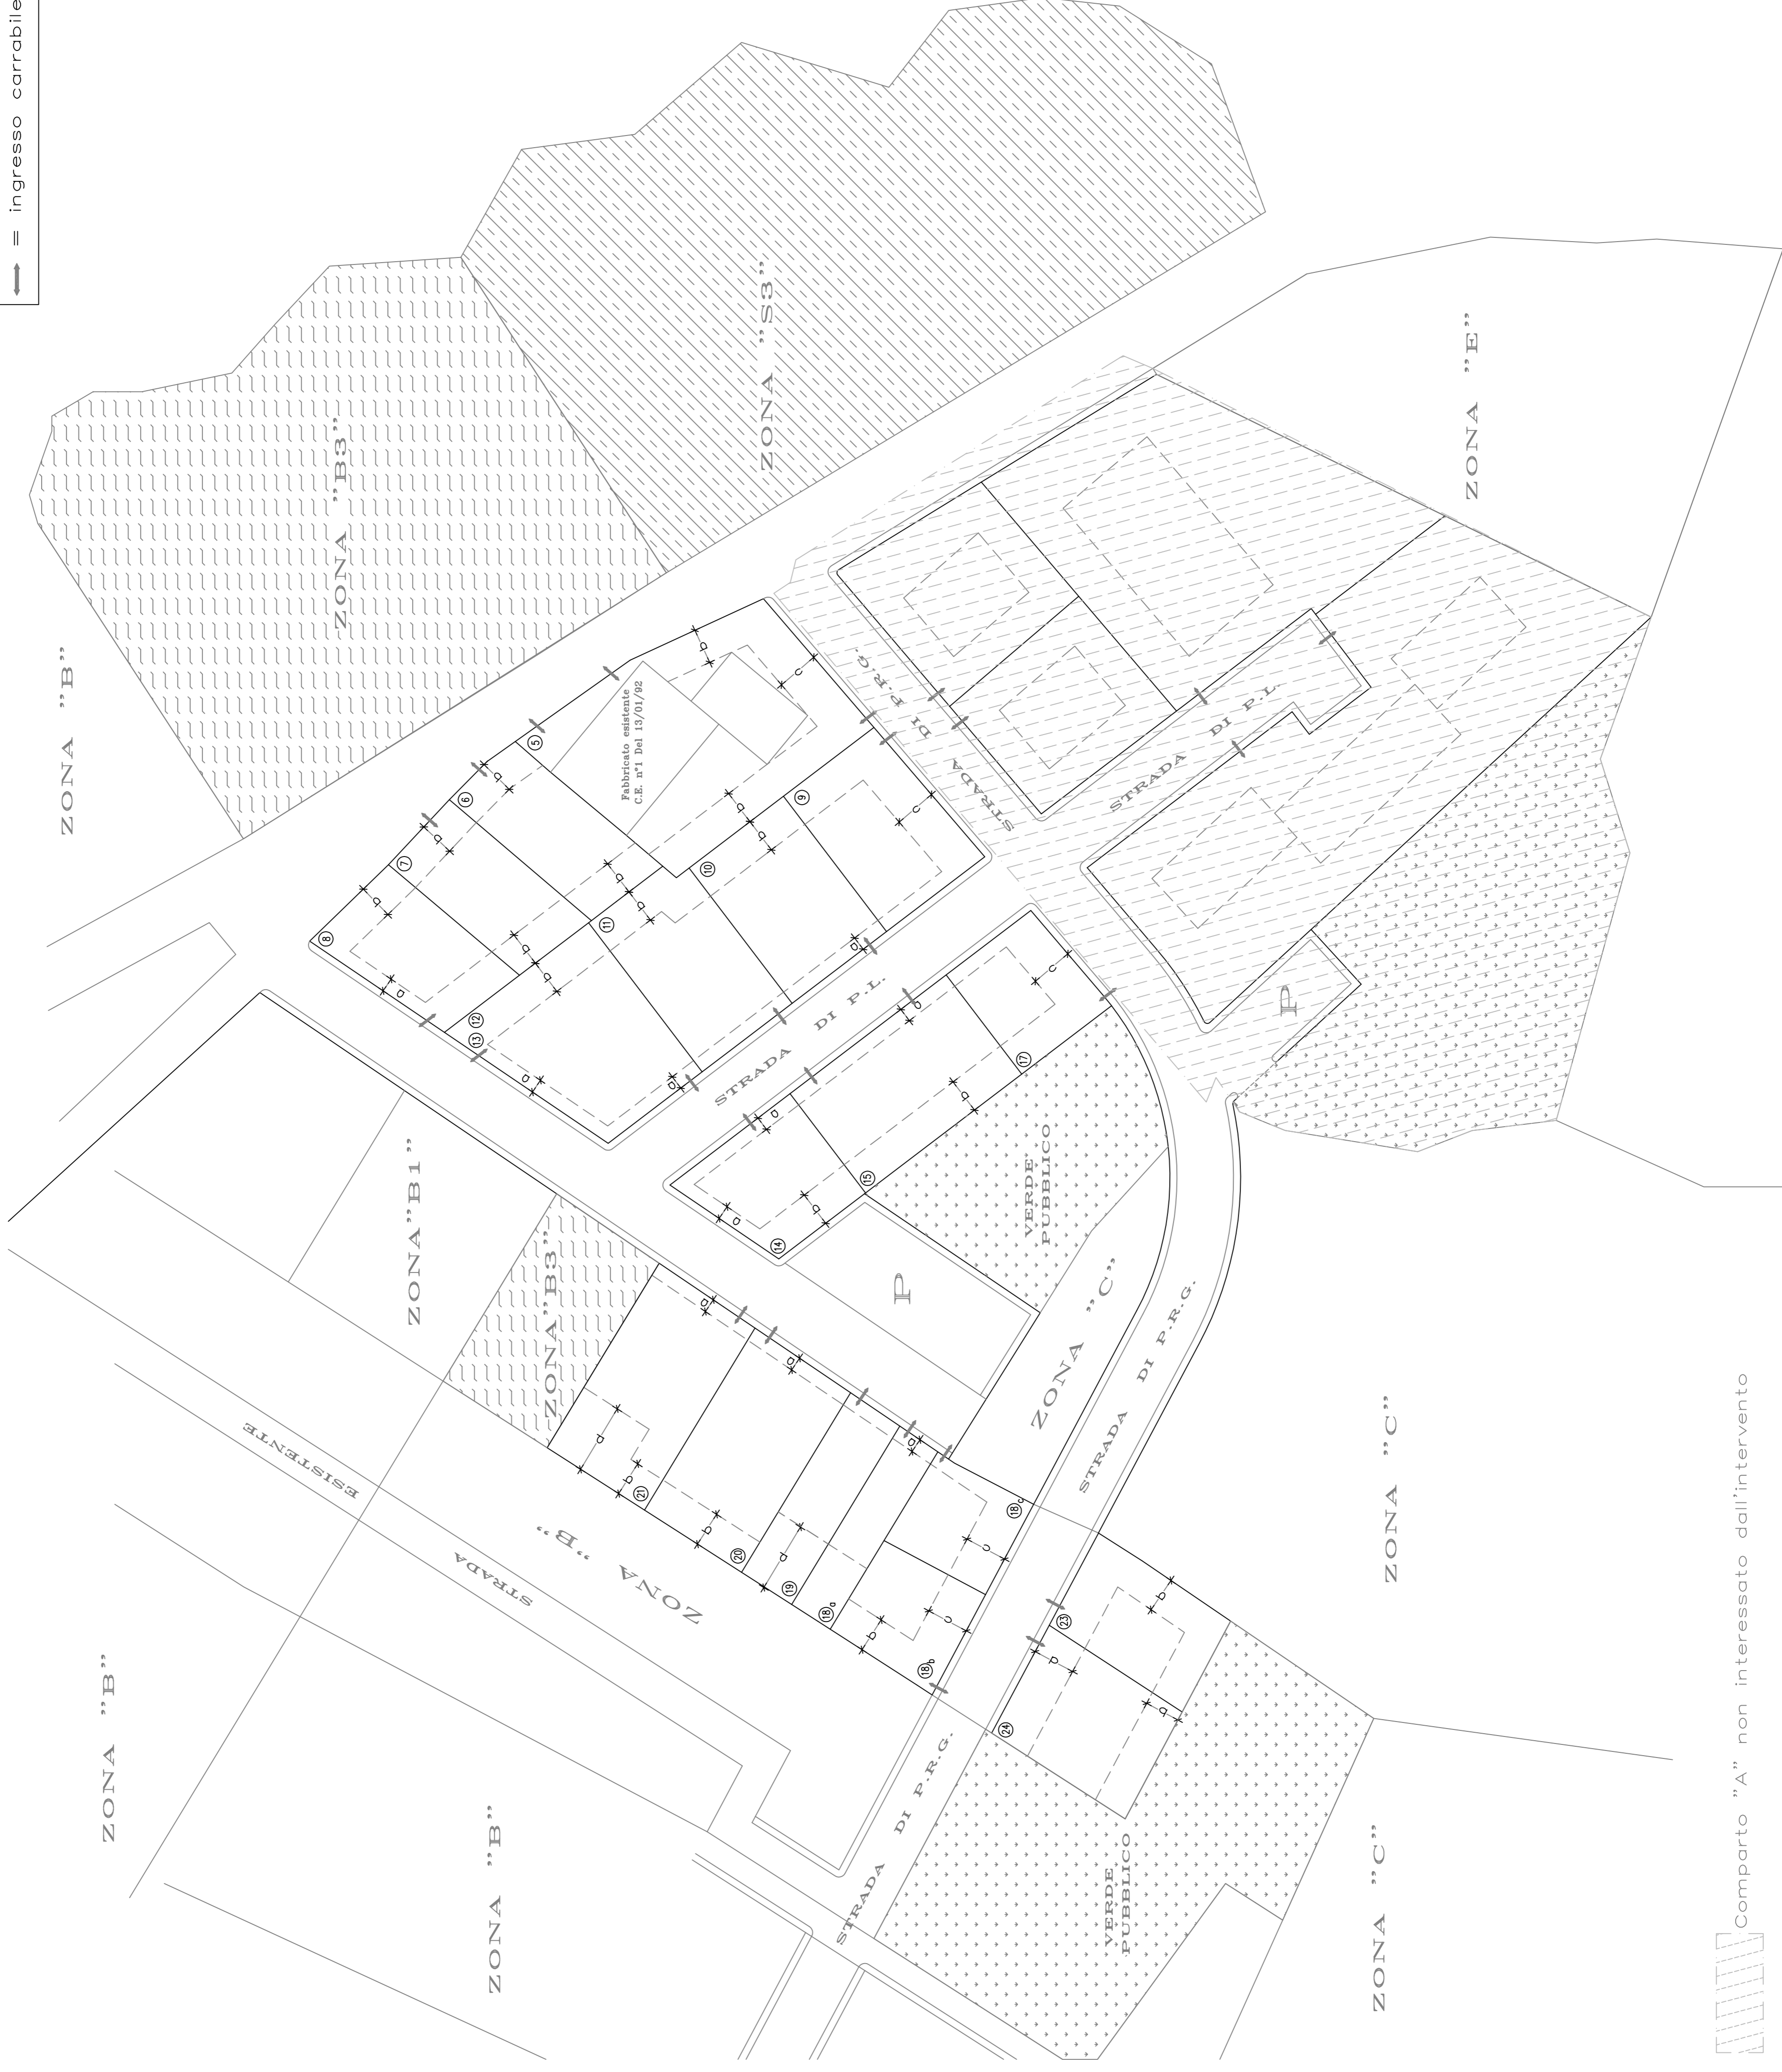 = ingresso carrabile
ZONA "B"
ZONA "B3"
ZONA "S3"
ZONA "E"
Fabbricato esistente
C.E. n°1 Del 13/01/92
5
6
7
8
9
10
11
12
13
14
15
17
a
b
c
d
STRADA DI P.R.G.
STRADA DI P.L.
STRADA DI P.L.
P
VERDE
PUBBLICO
P
ZONA "B1"
ZONA "B3"
STRADA ESISTENTE
ZONA "B"
21
20
19
18a
18b
18c
ZONA "C"
STRADA DI P.R.G.
23
24
ZONA "C"
ZONA "B"
ZONA "B"
STRADA DI P.R.G.
VERDE
PUBBLICO
ZONA "C"
Comparto "A" non interessato dall'intervento